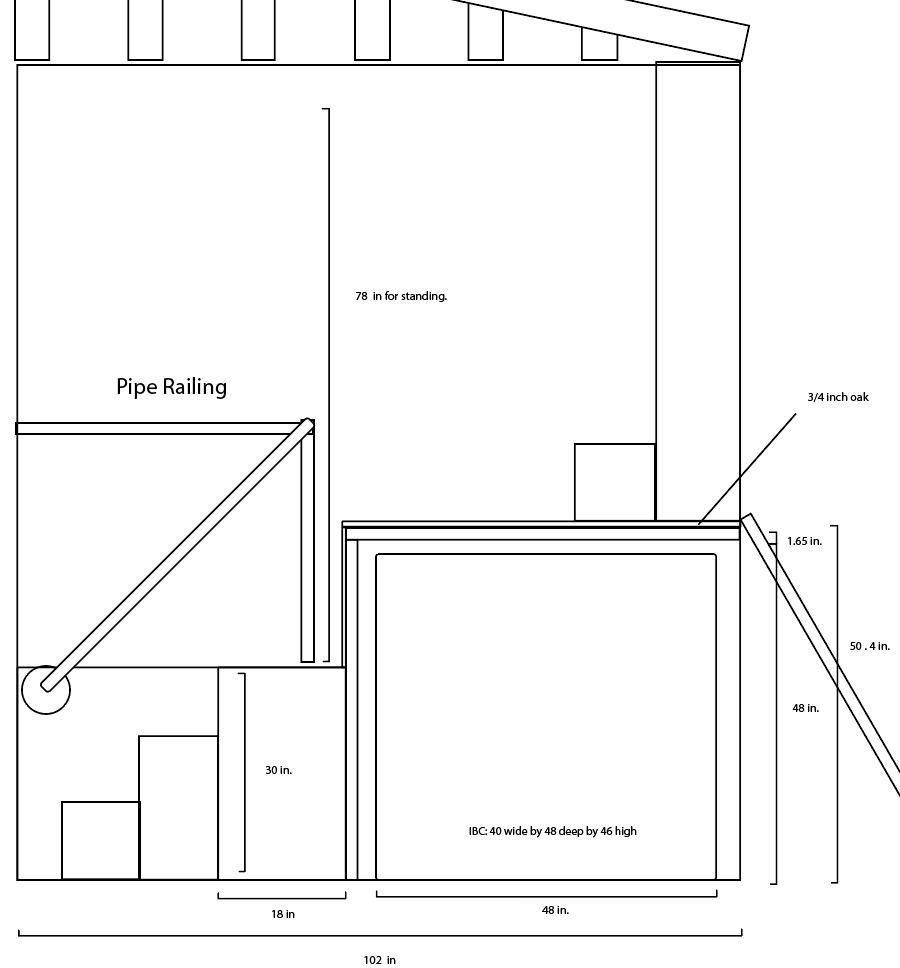 78 in for standing.
Pipe Railing
3/4 inch oak
1.65 in.
50 . 4 in.
48 in.
30 in.
IBC: 40 wide by 48 deep by 46 high
18 in
48 in.
102 in